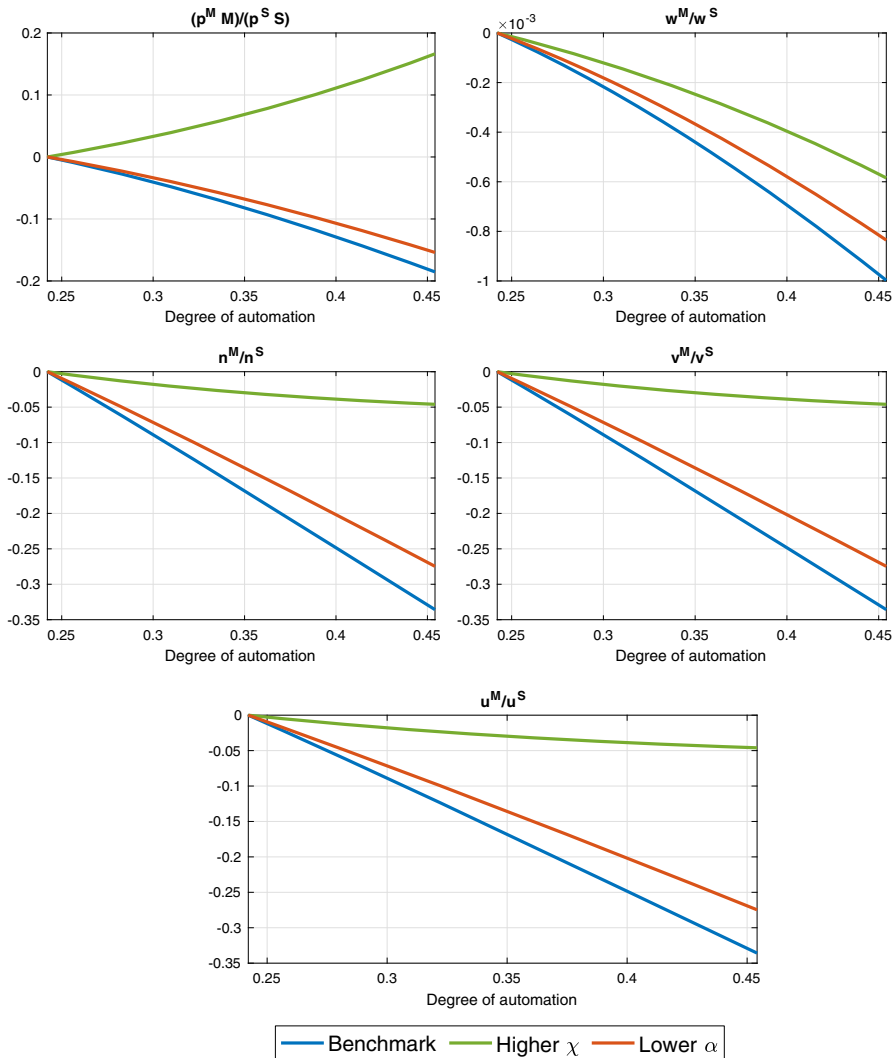 (p^M M)/(p^S S)
0.2
0.1
0
-0.1
-0.2
0.25 0.3 0.35 0.4 0.45
Degree of automation
w^M/w^S
×10^-3
0
-0.2
-0.4
-0.6
-0.8
-1
0.25 0.3 0.35 0.4 0.45
Degree of automation
n^M/n^S
0
-0.05
-0.1
-0.15
-0.2
-0.25
-0.3
-0.35
0.25 0.3 0.35 0.4 0.45
Degree of automation
v^M/v^S
0
-0.05
-0.1
-0.15
-0.2
-0.25
-0.3
-0.35
0.25 0.3 0.35 0.4 0.45
Degree of automation
u^M/u^S
0
-0.05
-0.1
-0.15
-0.2
-0.25
-0.3
-0.35
0.25 0.3 0.35 0.4 0.45
Degree of automation
Benchmark Higher χ Lower α